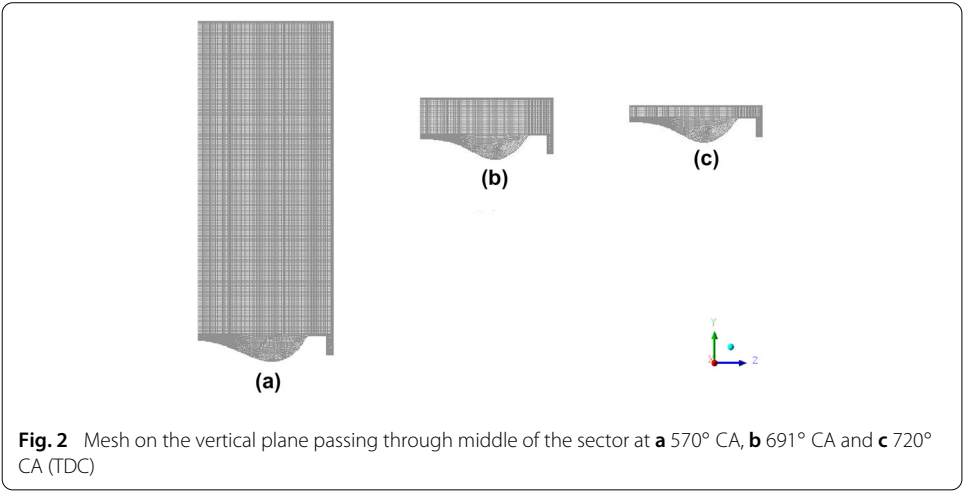 (a)
(b)
(c)
Y
X
Z
Fig. 2 Mesh on the vertical plane passing through middle of the sector at a 570° CA, b 691° CA and c 720°
CA (TDC)